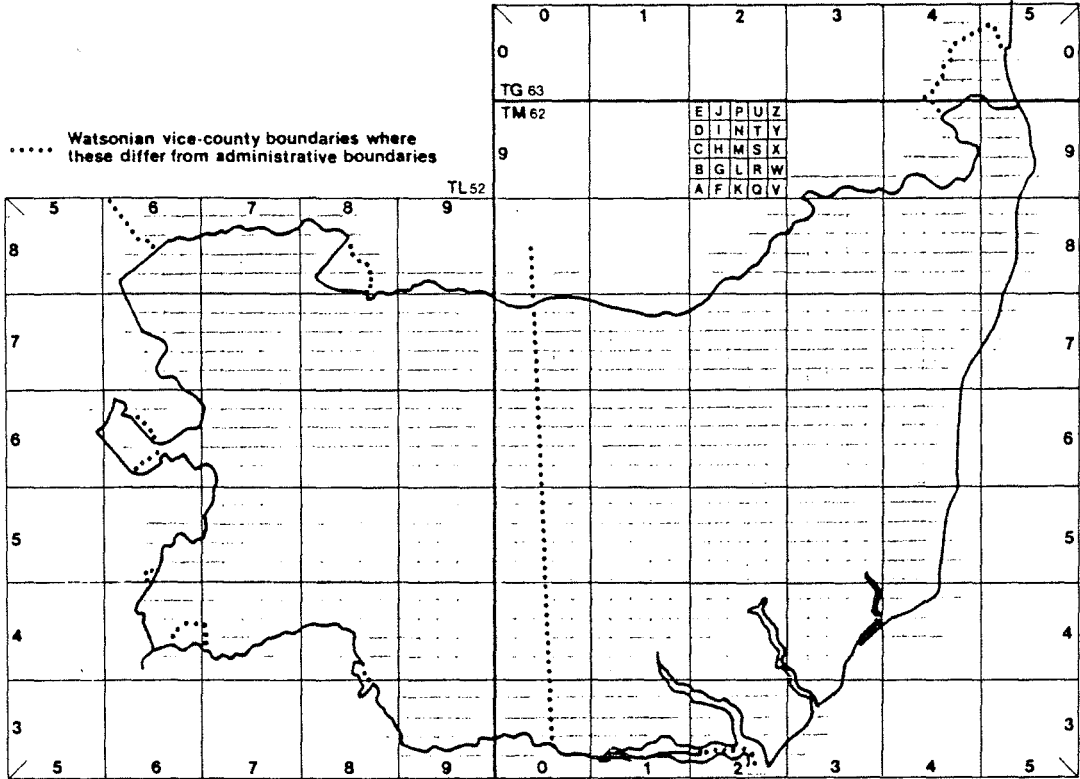 0 1 2 3 4 5
0 0
TG 63
TM 62
E J P U Z
D I N T Y
C H M S X
B G L R W
A F K Q V
Watsonian vice-county boundaries where
these differ from administrative boundaries
9 9
TL 52
5 6 7 8 9
8 8
7 7
6 6
5 5
4 4
3 3
5 6 7 8 9 0 1 2 3 4 5